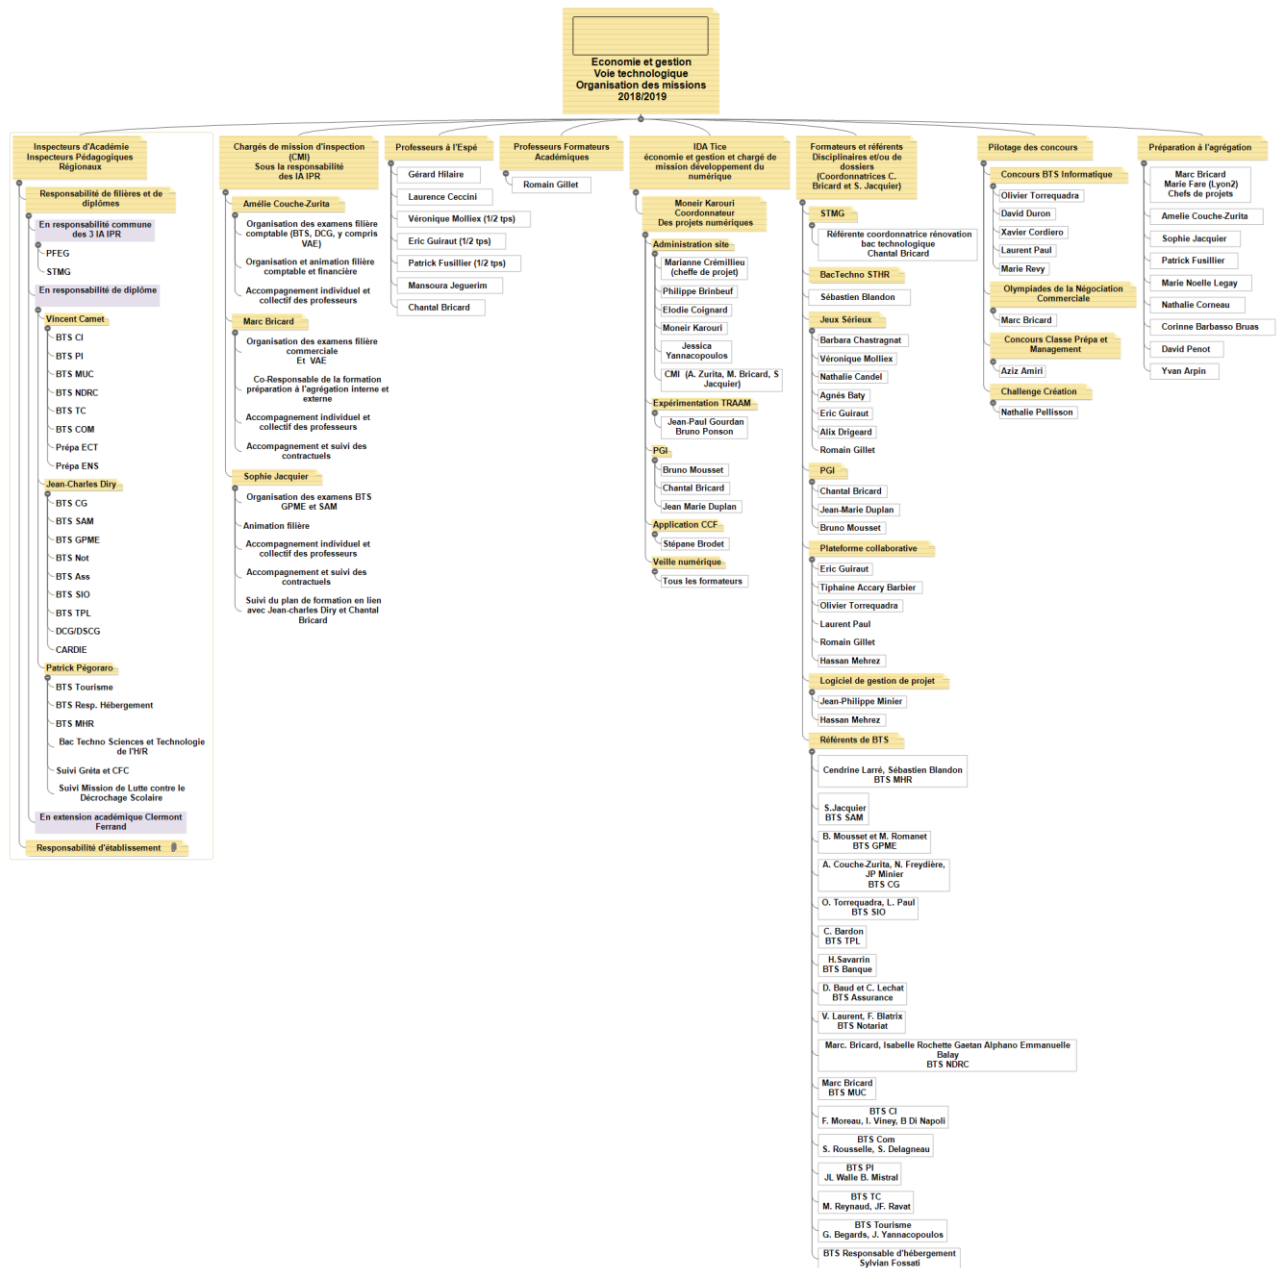 Economie et gestion
Voie technologique
Organisation des missions
2018/2019
Inspecteurs d'Académie
Inspecteurs Pédagogiques
Régionaux
Responsabilité de filières et de
diplômes
En responsabilité commune
des 3 IA IPR
PFEG
STMG
En responsabilité de diplôme
Vincent Camet
BTS CI
BTS PI
BTS MUC
BTS NDRC
BTS TC
BTS COM
Prépa ECT
Prépa ENS
Jean-Charles Diry
BTS CG
BTS SAM
BTS GPME
BTS Not
BTS Ass
BTS SIO
BTS TPL
DCG/DSCG
CARDIE
Patrick Pégoraro
BTS Tourisme
BTS Resp. Hébergement
BTS MHR
Bac Techno Sciences et Technologie
de l'H/R
Suivi Gréta et CFC
Suivi Mission de Lutte contre le
Décrochage Scolaire
En extension académique Clermont
Ferrand
Responsabilité d'établissement
Chargés de mission d'inspection
(CMI)
Sous la responsabilité
des IA IPR
Amélie Couche-Zurita
Organisation des examens filière
comptable (BTS, DCG, y compris
VAE)
Organisation et animation filière
comptable et financière
Accompagnement individuel et
collectif des professeurs
Marc Bricard
Organisation des examens filière
commerciale
Et VAE
Co-Responsable de la formation
préparation à l'agrégation interne et
externe
Accompagnement individuel et
collectif des professeurs
Accompagnement et suivi des
contractuels
Sophie Jacquier
Organisation des examens BTS
GPME et SAM
Animation filière
Accompagnement individuel et
collectif des professeurs
Accompagnement et suivi des
contractuels
Suivi du plan de formation en lien
avec Jean-charles Diry et Chantal
Bricard
Professeurs à l'Espé
Gérard Hilaire
Laurence Ceccini
Véronique Molliex (1/2 tps)
Eric Guiraut (1/2 tps)
Patrick Fusillier (1/2 tps)
Mansoura Jeguerim
Chantal Bricard
Professeurs Formateurs
Académiques
Romain Gillet
IDA Tice
économie et gestion et chargé de
mission développement du
numérique
Moneir Karouri
Coordonnateur
Des projets numériques
Administration site
Marianne Crémillieu
(cheffe de projet)
Philippe Brinbeuf
Elodie Coignard
Moneir Karouri
Jessica
Yannacopoulos
CMI (A. Zurita, M. Bricard, S
Jacquier)
Expérimentation TRAAM
Jean-Paul Gourdan
Bruno Ponson
PGI
Bruno Mousset
Chantal Bricard
Jean Marie Duplan
Application CCF
Stépane Brodet
Veille numérique
Tous les formateurs
Formateurs et référents
Disciplinaires et/ou de
dossiers
(Coordonnatrices C.
Bricard et S. Jacquier)
STMG
Référente coordonnatrice rénovation
bac technologique
Chantal Bricard
BacTechno STHR
Sébastien Blandon
Jeux Sérieux
Barbara Chastragnat
Véronique Molliex
Nathalie Candel
Agnés Baty
Eric Guiraut
Alix Drigeard
Romain Gillet
PGI
Chantal Bricard
Jean-Marie Duplan
Bruno Mousset
Plateforme collaborative
Eric Guiraut
Tiphaine Accary Barbier
Olivier Torrequadra
Laurent Paul
Romain Gillet
Hassan Mehrez
Logiciel de gestion de projet
Jean-Philippe Minier
Hassan Mehrez
Référents de BTS
Cendrine Larré, Sébastien Blandon
BTS MHR
S.Jacquier
BTS SAM
B. Mousset et M. Romanet
BTS GPME
A. Couche-Zurita, N. Freydière,
JP Minier
BTS CG
O. Torrequadra, L. Paul
BTS SIO
C. Bardon
BTS TPL
H.Savarrin
BTS Banque
D. Baud et C. Lechat
BTS Assurance
V. Laurent, F. Blatrix
BTS Notariat
Marc. Bricard, Isabelle Rochette Gaetan Alphano Emmanuelle
Balay
BTS NDRC
Marc Bricard
BTS MUC
BTS CI
F. Moreau, I. Viney, B Di Napoli
BTS Com
S. Rousselle, S. Delagneau
BTS PI
JL Walle B. Mistral
BTS TC
M. Reynaud, JF. Ravat
BTS Tourisme
G. Begards, J. Yannacopoulos
BTS Responsable d'hébergement
Sylvian Fossati
Pilotage des concours
Concours BTS Informatique
Olivier Torrequadra
David Duron
Xavier Cordiero
Laurent Paul
Marie Revy
Olympiades de la Négociation
Commerciale
Marc Bricard
Concours Classe Prépa et
Management
Aziz Amiri
Challenge Création
Nathalie Pellisson
Préparation à l'agrégation
Marc Bricard
Marie Fare (Lyon2)
Chefs de projets
Amelie Couche-Zurita
Sophie Jacquier
Patrick Fusillier
Marie Noelle Legay
Nathalie Corneau
Corinne Barbasso Bruas
David Penot
Yvan Arpin